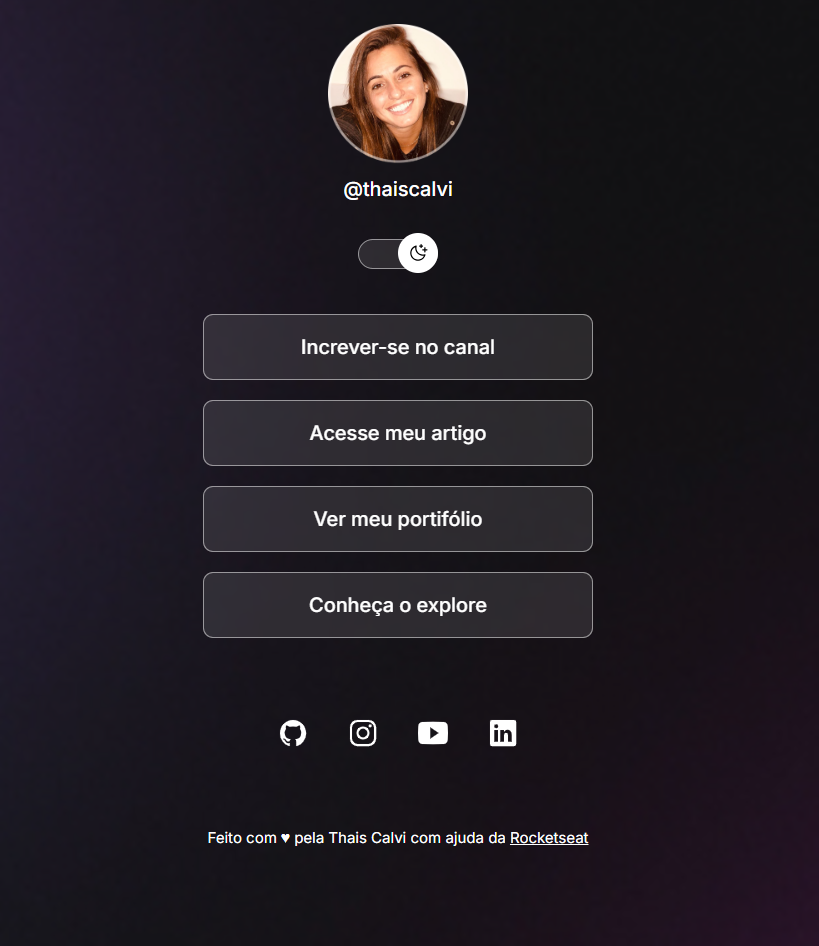 @thaiscalvi
Increver-se no canal
Acesse meu artigo
Ver meu portifólio
Conheça o explore
in
Feito com ♥ pela Thais Calvi com ajuda da Rocketseat